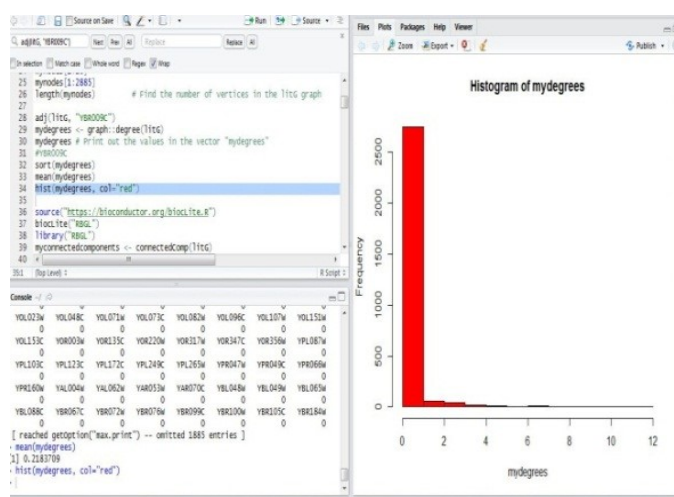 Source on Save
Run
Source
adj(litG, "YBR009C")
Next
Prev
All
Replace
Replace
All
In selection
Match case
Whole word
Regex
Wrap
25 mynodes[1:2885]
26 length(mynodes) # Find the number of vertices in the litG graph
27
28 adj(litG, "YBR009C")
29 mydegrees <- graph::degree(litG)
30 mydegrees # Print out the values in the vector "mydegrees"
31 #YBR009C
32 sort(mydegrees)
33 mean(mydegrees)
34 hist(mydegrees, col="red")
35
36 source("https://bioconductor.org/biocLite.R")
37 biocLite("RBGL")
38 library("RBGL")
39 myconnectedcomponents <- connectedComp(litG)
40
35:1 (Top Level) R Script
Console ~/
0 0 0 0 0 0 0 0
YOL023W YOL048C YOL071W YOL073C YOL082W YOL096C YOL107W YOL151W
0 0 0 0 0 0 0 0
YOL153C YOR003W YOR135C YOR220W YOR317W YOR347C YOR356W YPL087W
0 0 0 0 0 0 0 0
YPL103C YPL123C YPL172C YPL249C YPL265W YPR047W YPR049C YPR066W
0 0 0 0 0 0 0 0
YPR160W YAL004W YAL062W YAR053W YAR070C YBL048W YBL049W YBL065W
0 0 0 0 0 0 0 0
YBL088C YBR067C YBR072W YBR076W YBR099C YBR100W YBR105C YBR184W
0 0 0 0 0 0 0 0
[ reached getOption("max.print") -- omitted 1885 entries ]
> mean(mydegrees)
[1] 0.2183709
> hist(mydegrees, col="red")
>
Files Plots Packages Help Viewer
Zoom Export Publish
Histogram of mydegrees
Frequency
2500
2000
1500
1000
500
0
0 2 4 6 8 10 12
mydegrees